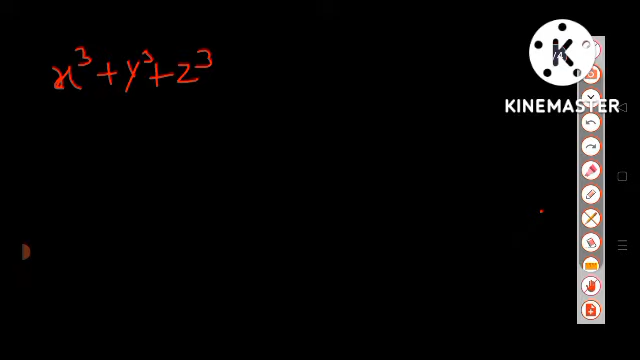 x³ + y³ + z³
KINEMASTER